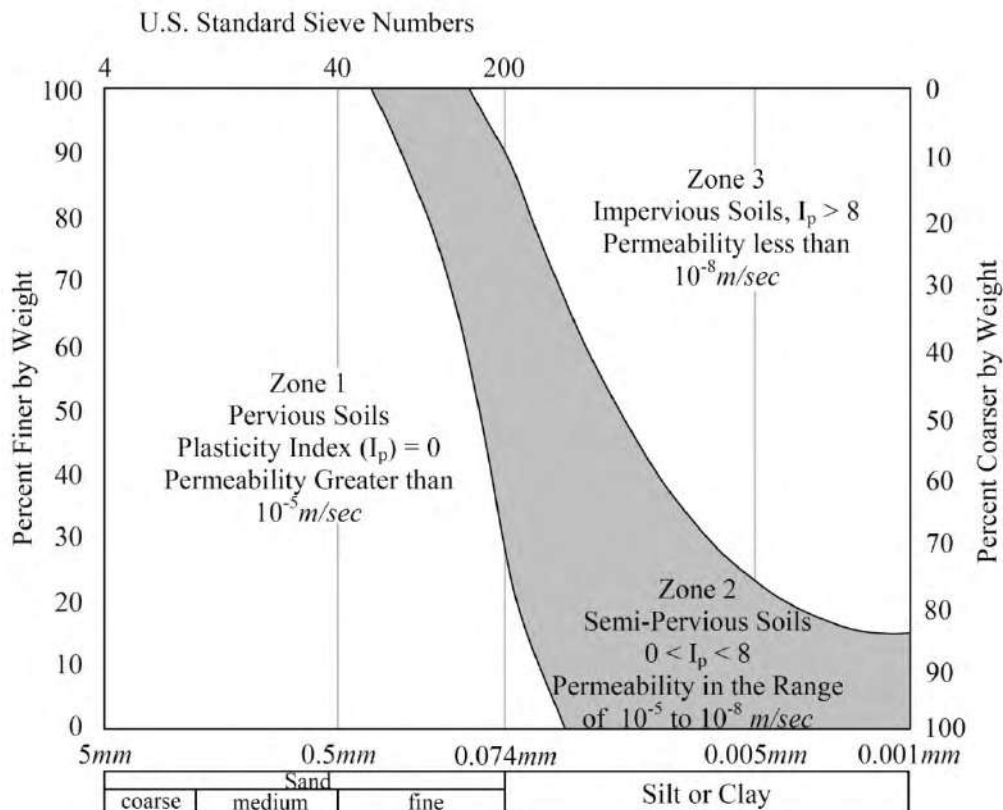 U.S. Standard Sieve Numbers
4 40 200
100 0
90 10
80 20
70 30
60 40
50 50
40 60
30 70
20 80
10 90
0 100
Percent Finer by Weight
Percent Coarser by Weight
Zone 3
Impervious Soils, Iₚ > 8
Permeability less than
10⁻⁸ m/sec
Zone 1
Pervious Soils
Plasticity Index (Iₚ) = 0
Permeability Greater than
10⁻⁵ m/sec
Zone 2
Semi-Pervious Soils
0 < Iₚ < 8
Permeability in the Range
of 10⁻⁵ to 10⁻⁸ m/sec
5mm 0.5mm 0.074mm 0.005mm 0.001mm
Sand
coarse medium fine
Silt or Clay